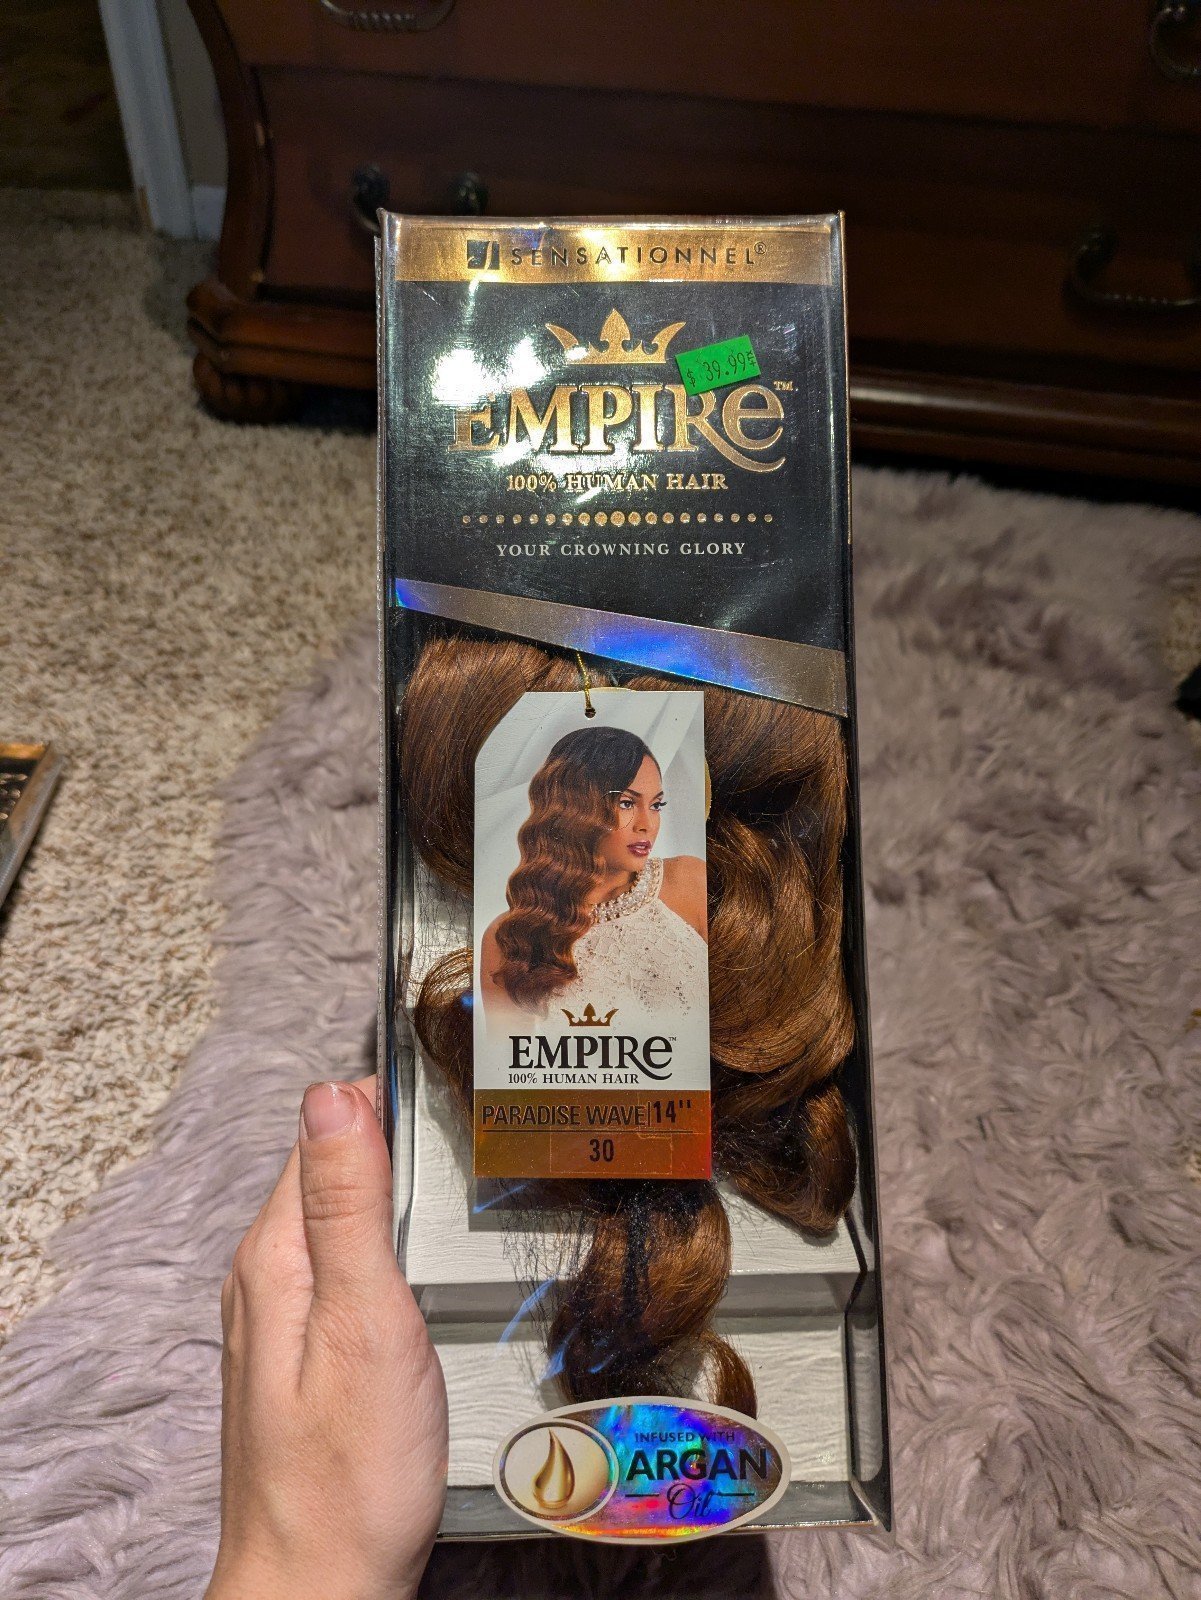 SENSATIONNEL®
$ 39.99
EMPIRe™
100% HUMAN HAIR
YOUR CROWNING GLORY
EMPIRe™
100% HUMAN HAIR
PARADISE WAVE|14"
30
INFUSED WITH
ARGAN
Oil